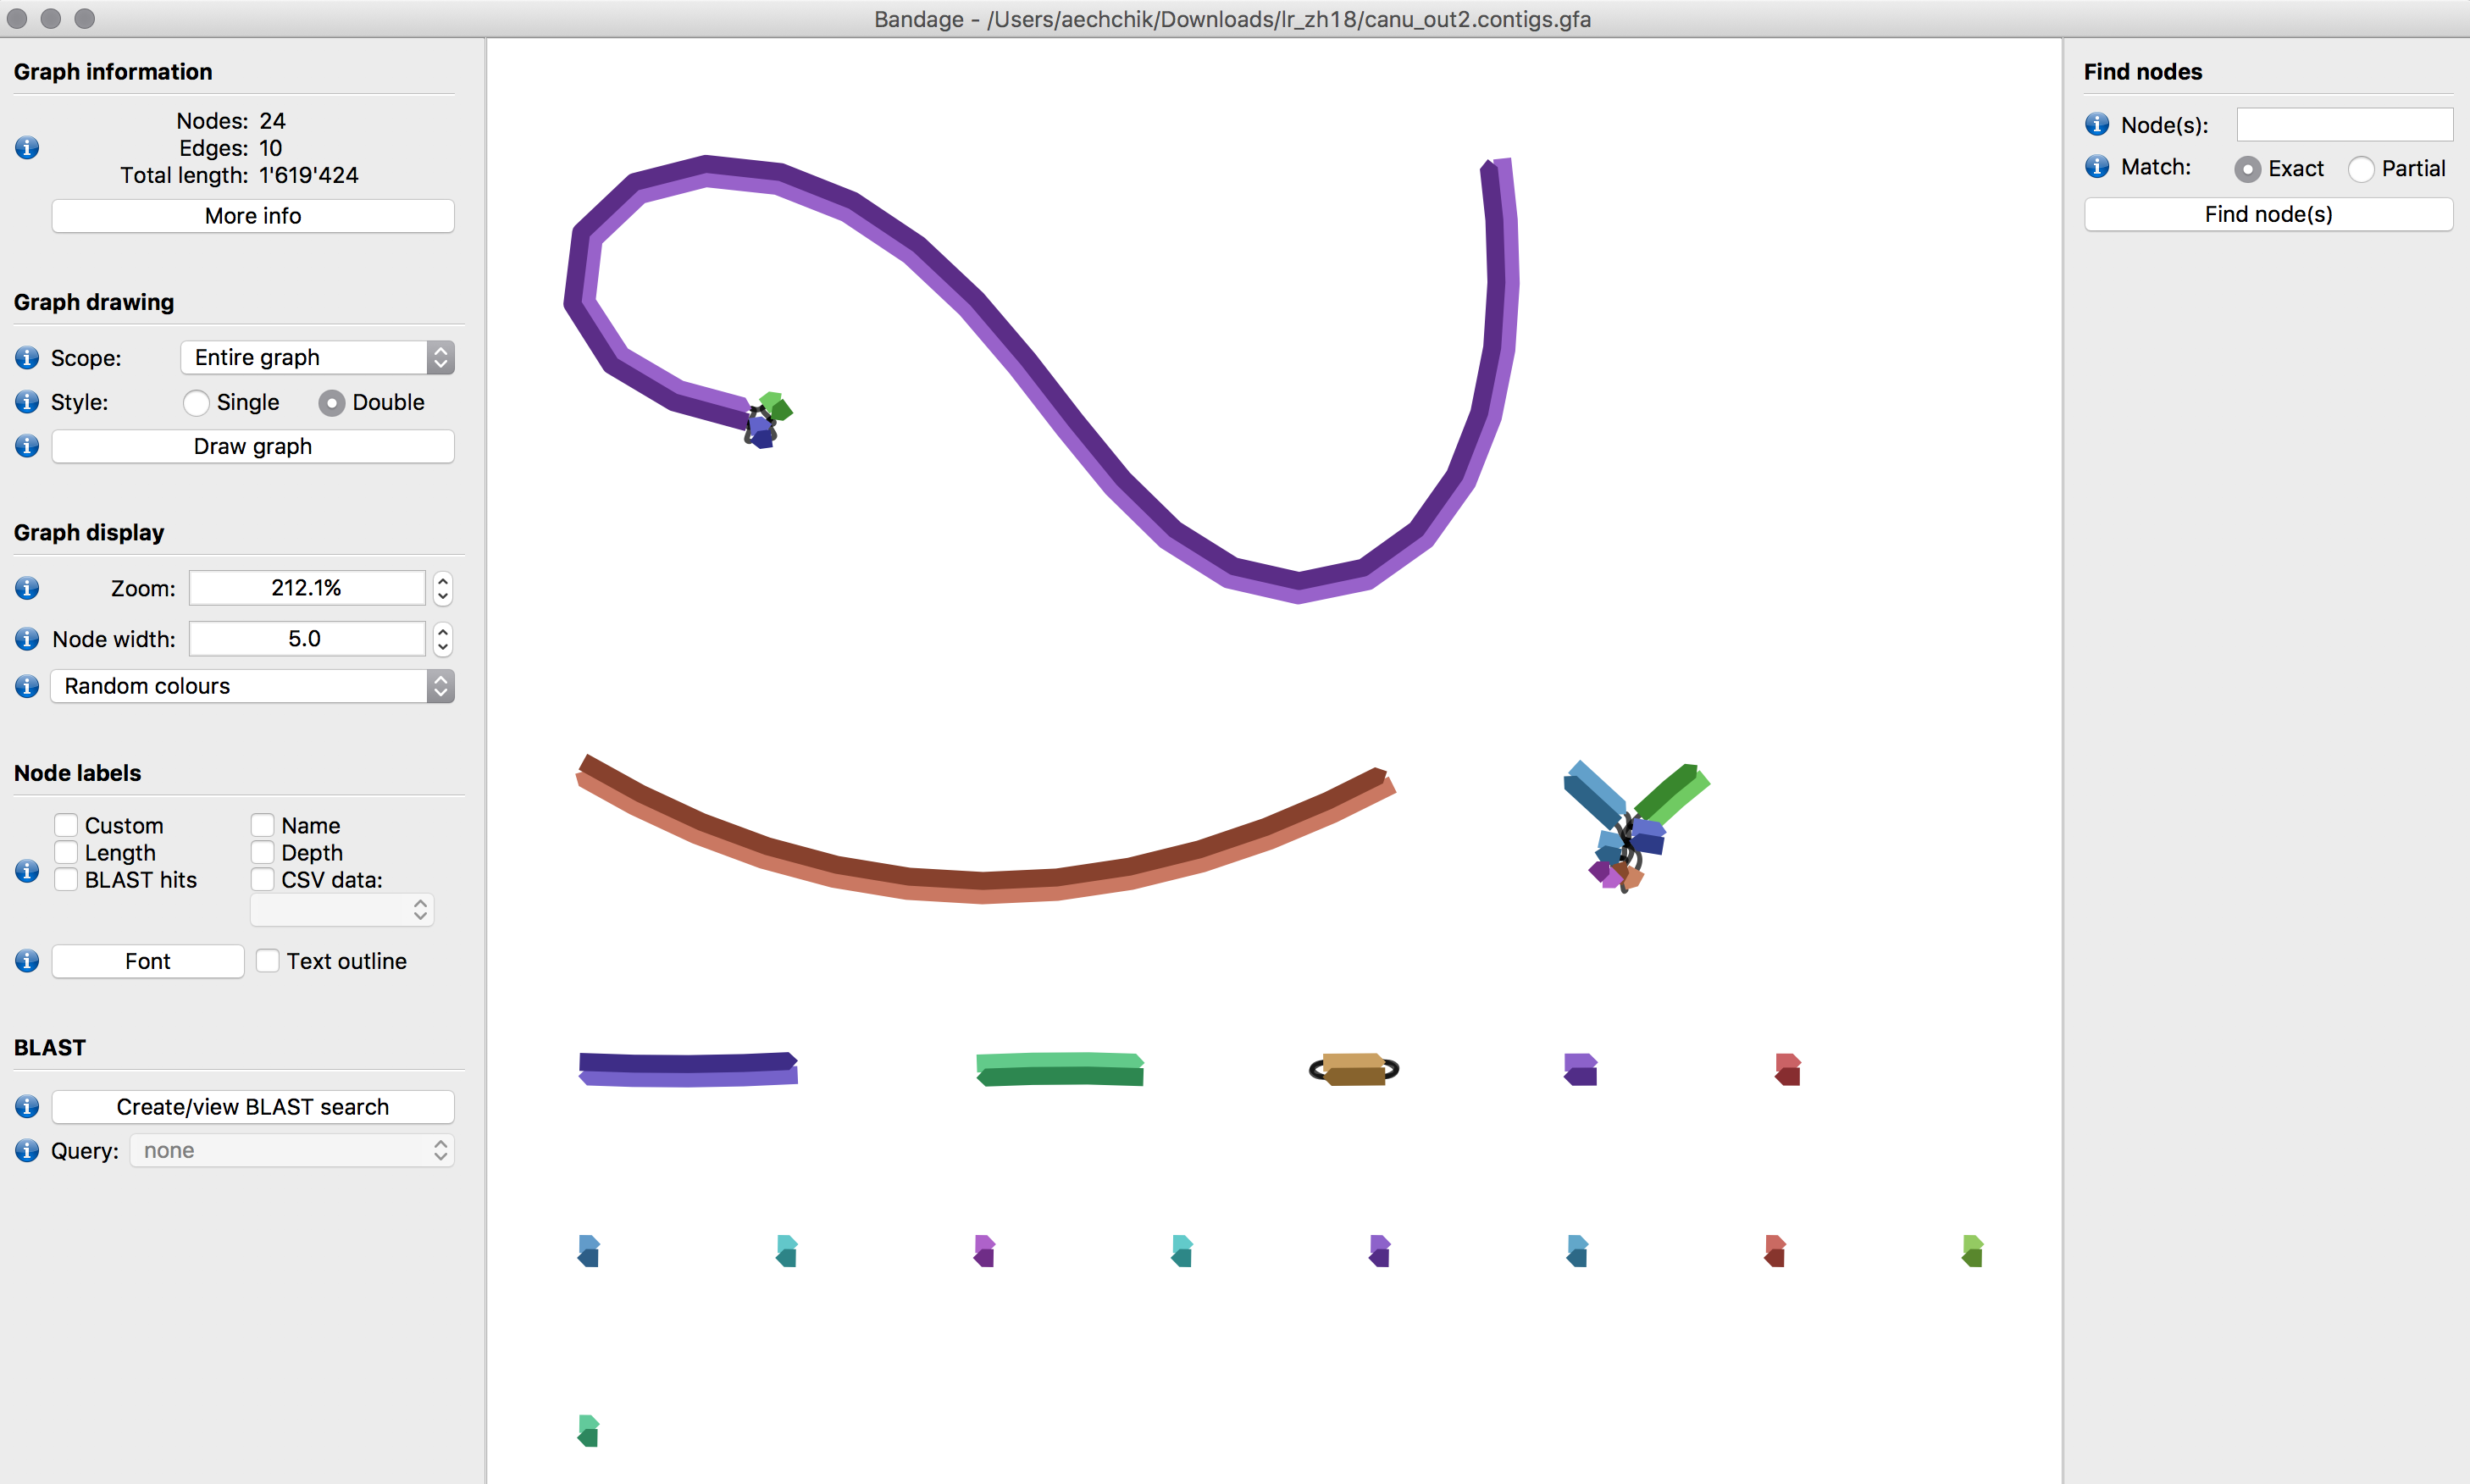 Bandage - /Users/aechchik/Downloads/lr_zh18/canu_out2.contigs.gfa
Graph information
Nodes: 24
Edges: 10
Total length: 1'619'424
More info
Graph drawing
Scope: Entire graph
Style: Single Double
Draw graph
Graph display
Zoom: 212.1%
Node width: 5.0
Random colours
Node labels
Custom Name
Length Depth
BLAST hits CSV data:
Font Text outline
BLAST
Create/view BLAST search
Query: none
Find nodes
Node(s):
Match: Exact Partial
Find node(s)